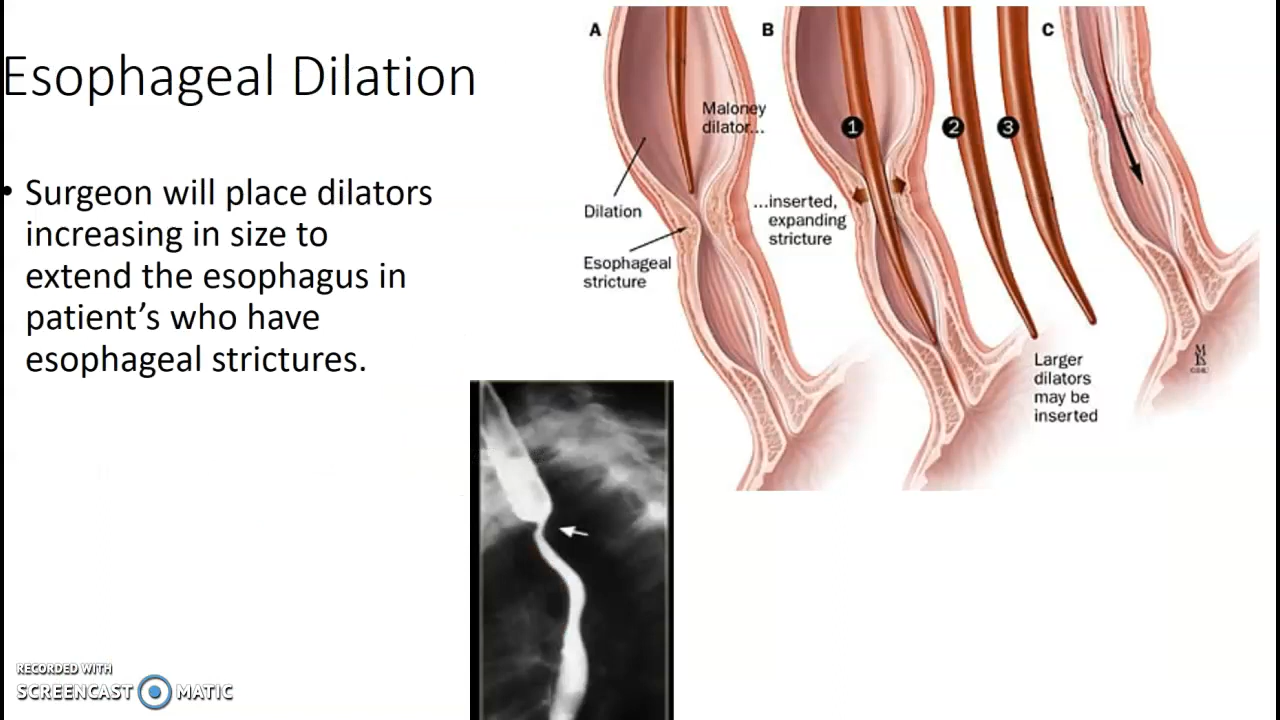 Esophageal Dilation
• Surgeon will place dilators
increasing in size to
extend the esophagus in
patient’s who have
esophageal strictures.
A
Maloney
dilator...
Dilation
Esophageal
stricture
B
1
2
3
...inserted,
expanding
stricture
Larger
dilators
may be
inserted
C
RECORDED WITH
SCREENCAST MATIC